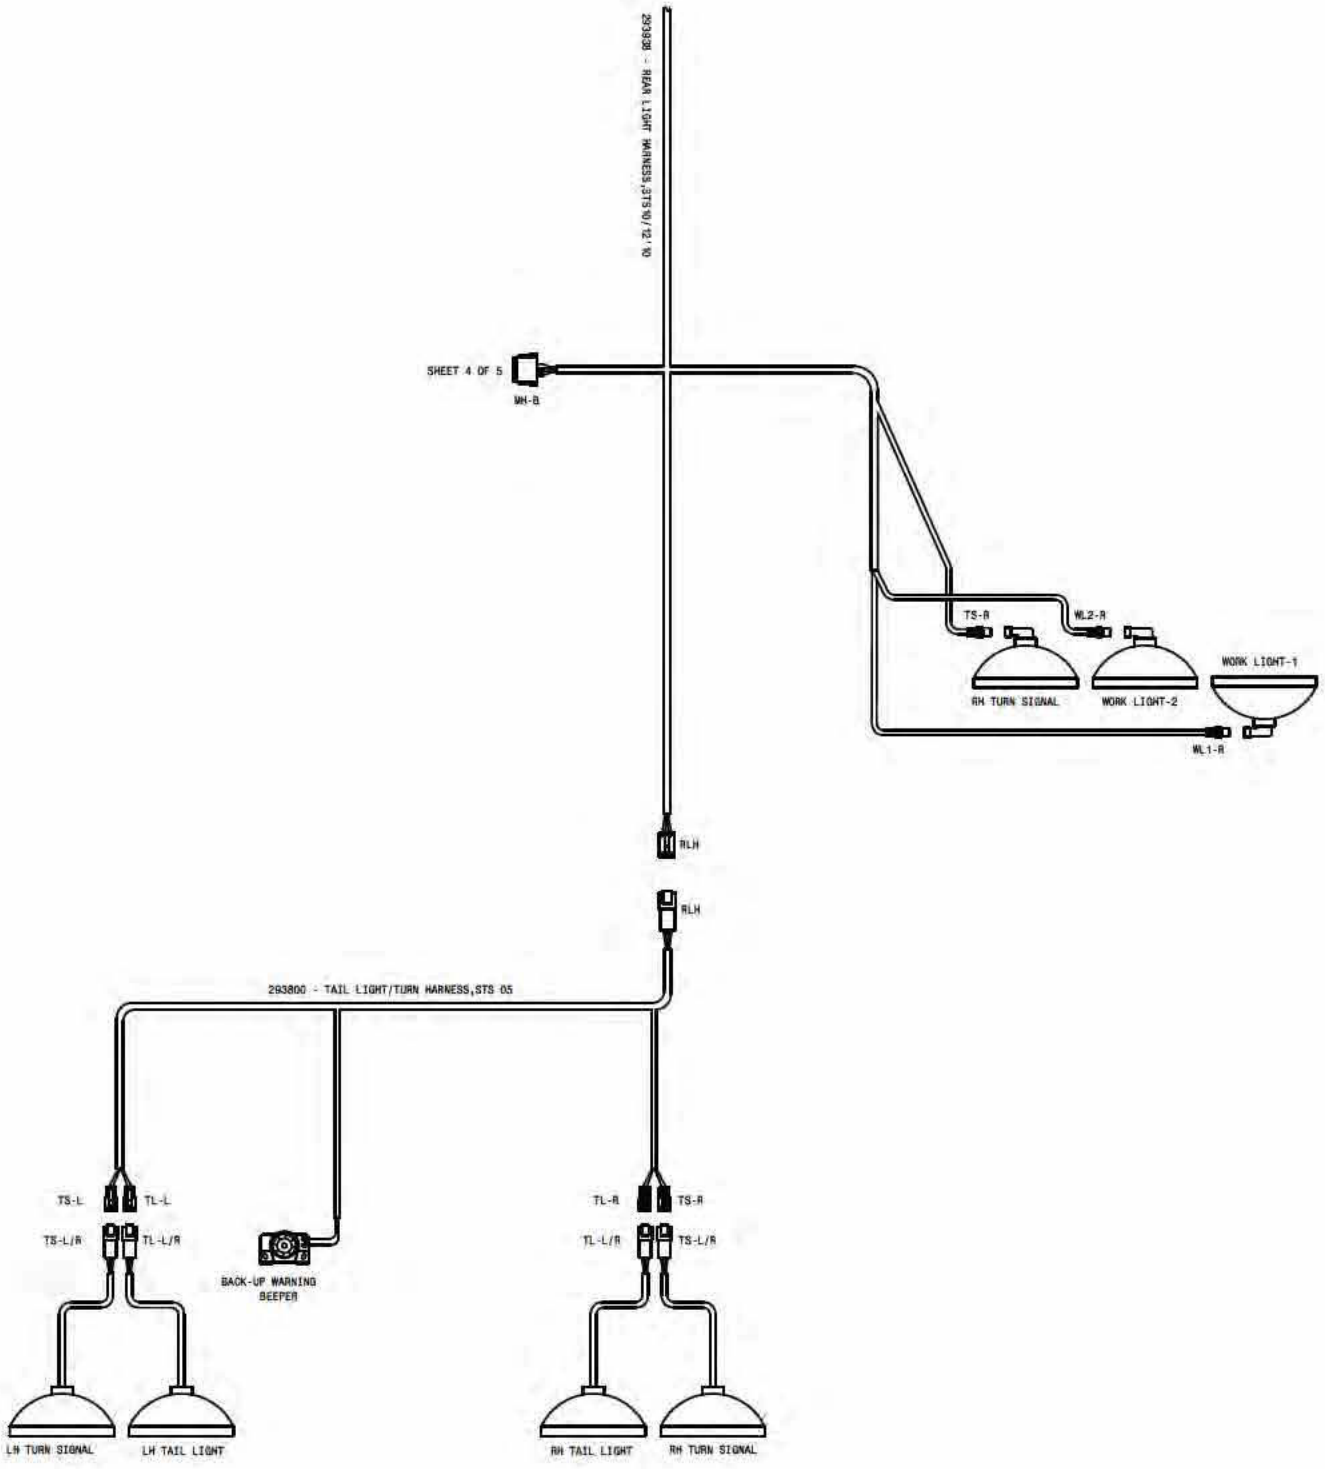 293838 - REAR LIGHT HARNESS,STS10/12'10
SHEET 4 OF 5
MH-B
TS-R
WL2-R
WORK LIGHT-1
RH TURN SIGNAL
WORK LIGHT-2
WL1-R
RLH
RLH
293800 - TAIL LIGHT/TURN HARNESS,STS 05
TS-L
TL-L
TL-R
TS-R
TS-L/R
TL-L/R
TL-L/R
TS-L/R
BACK-UP WARNING
BEEPER
LH TURN SIGNAL
LH TAIL LIGHT
RH TAIL LIGHT
RH TURN SIGNAL